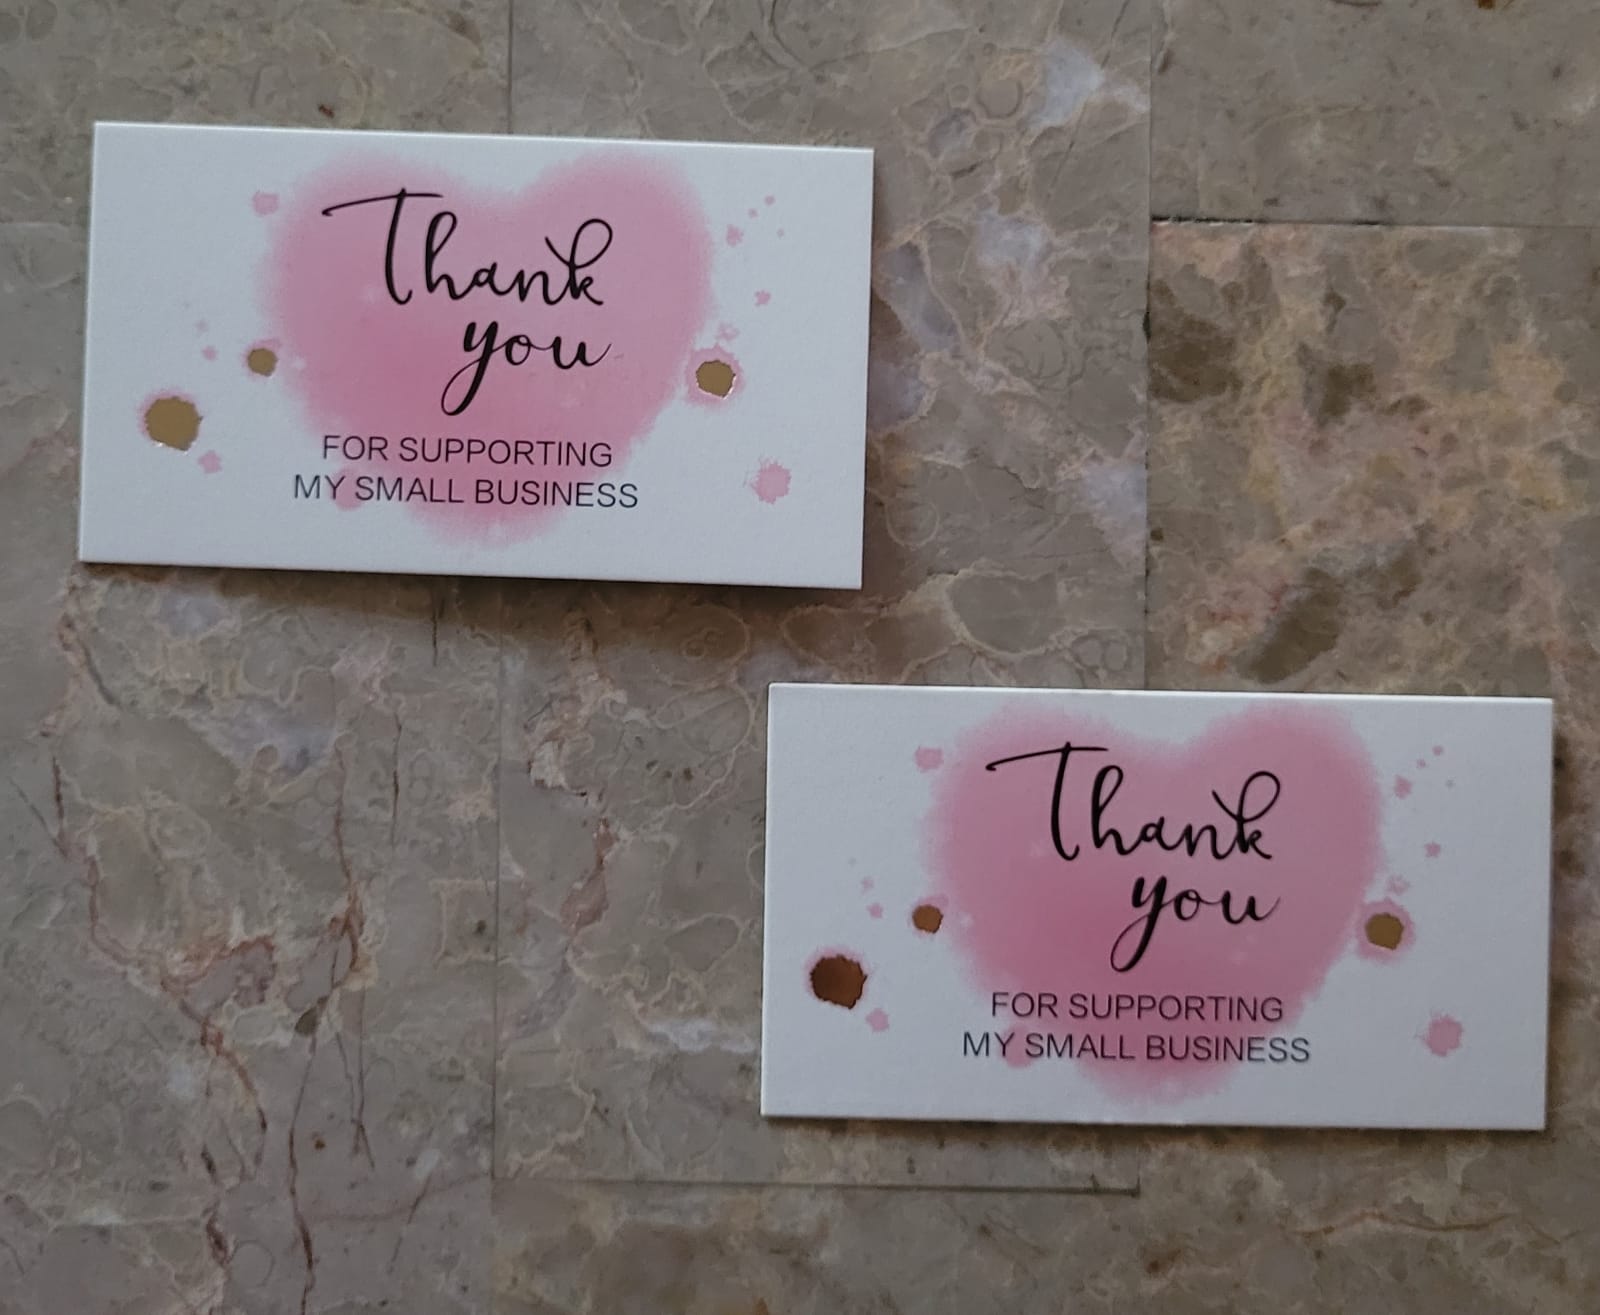 Thank
you
FOR SUPPORTING
MY SMALL BUSINESS
Thank
you
FOR SUPPORTING
MY SMALL BUSINESS